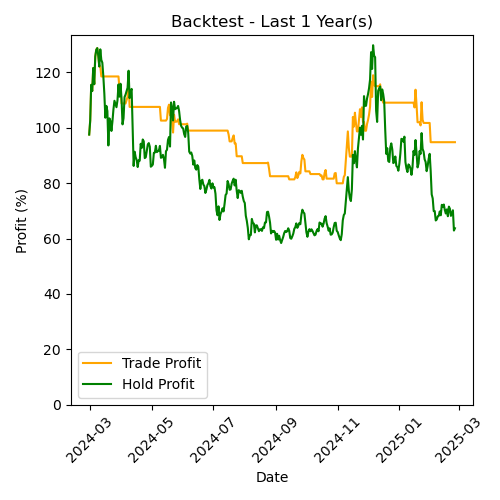 Backtest - Last 1 Year(s)
Profit (%)
120
100
80
60
40
20
0
Trade Profit
Hold Profit
2024-03
2024-05
2024-07
2024-09
2024-11
2025-01
2025-03
Date